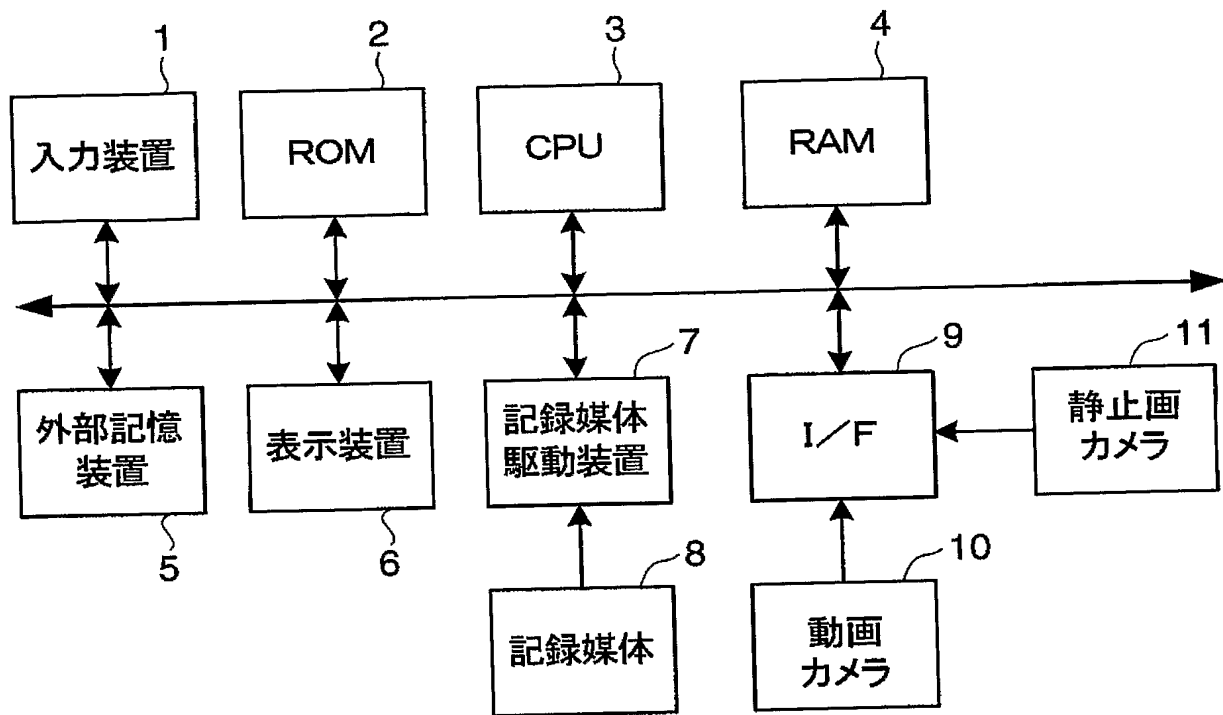 1
2
3
4
入力装置
ROM
CPU
RAM
7
9
11
外部記憶
装置
表示装置
記録媒体
駆動装置
I／F
静止画
カメラ
5
6
8
10
記録媒体
動画
カメラ